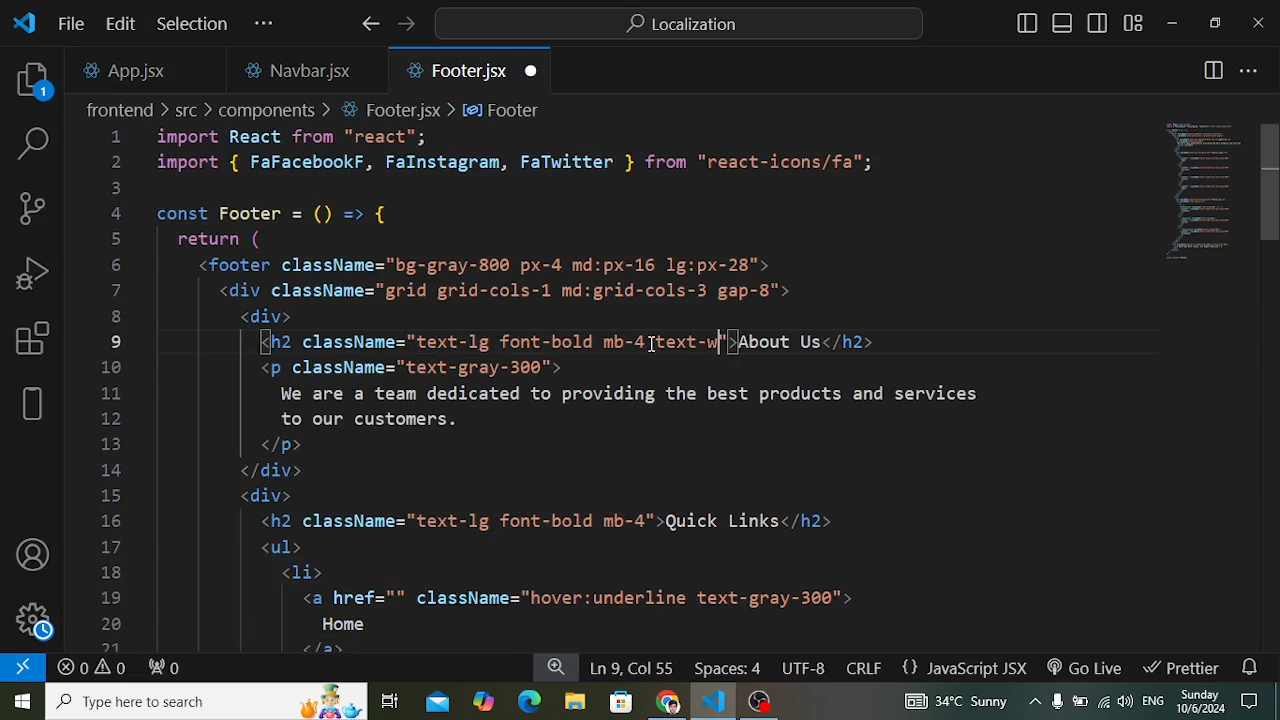 File Edit Selection ··· Localization
App.jsx Navbar.jsx Footer.jsx
frontend > src > components > Footer.jsx > Footer
1 import React from "react";
2 import { FaFacebookF, FaInstagram, FaTwitter } from "react-icons/fa";
3
4 const Footer = () => {
5 return (
6 <footer className="bg-gray-800 px-4 md:px-16 lg:px-28">
7 <div className="grid grid-cols-1 md:grid-cols-3 gap-8">
8 <div>
9 <h2 className="text-lg font-bold mb-4 text-w">About Us</h2>
10 <p className="text-gray-300">
11 We are a team dedicated to providing the best products and services
12 to our customers.
13 </p>
14 </div>
15 <div>
16 <h2 className="text-lg font-bold mb-4">Quick Links</h2>
17 <ul>
18 <li>
19 <a href="" className="hover:underline text-gray-300">
20 Home
21 </a>
1
0 0 0 Ln 9, Col 55 Spaces: 4 UTF-8 CRLF {} JavaScript JSX Go Live Prettier
Type here to search 34°C Sunny ENG Sunday
10/6/2024